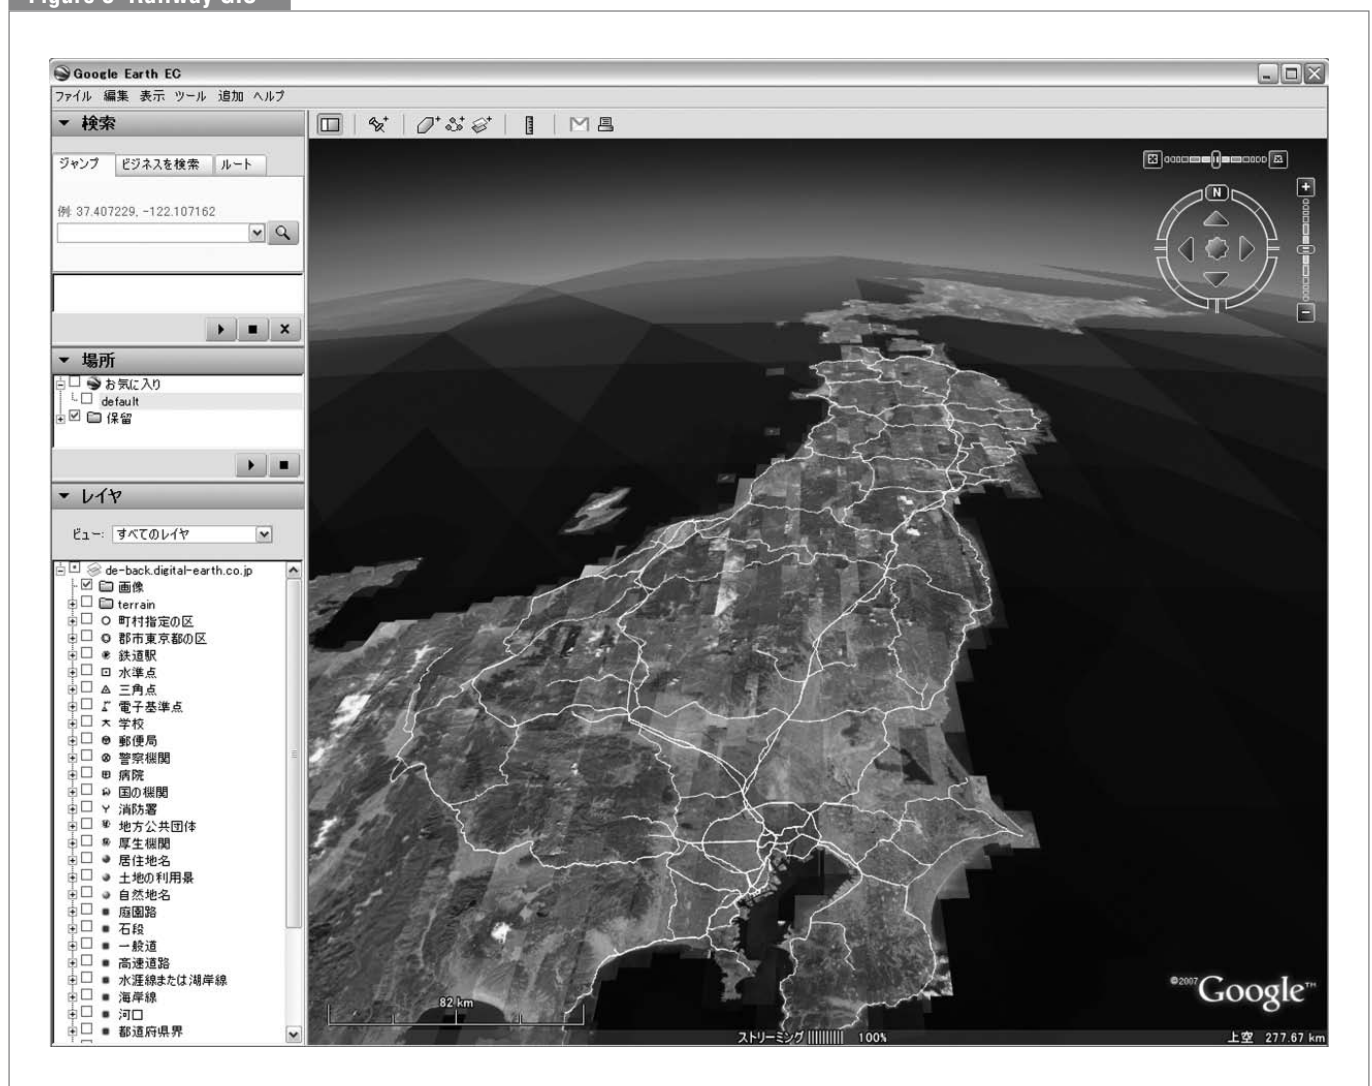 Google Earth EC
ファイル 編集 表示 ツール 追加 ヘルプ
検索
ジャンプ ビジネスを検索 ルート
例: 37.407229, -122.107162
場所
お気に入り
default
保留
レイヤ
ビュー: すべてのレイヤ
de-back.digital-earth.co.jp
画像
terrain
町村指定の区
郡市東京都の区
鉄道駅
水準点
三角点
電子基準点
学校
郵便局
警察機関
病院
国の機関
消防署
地方公共団体
厚生機関
居住地名
土地の利用景
自然地名
庭園路
石段
一般道
高速道路
水涯線または湖岸線
海岸線
河口
都道府県界
N
82 km
©2007 Google™
ストリーミング 100%
上空 277.67 km